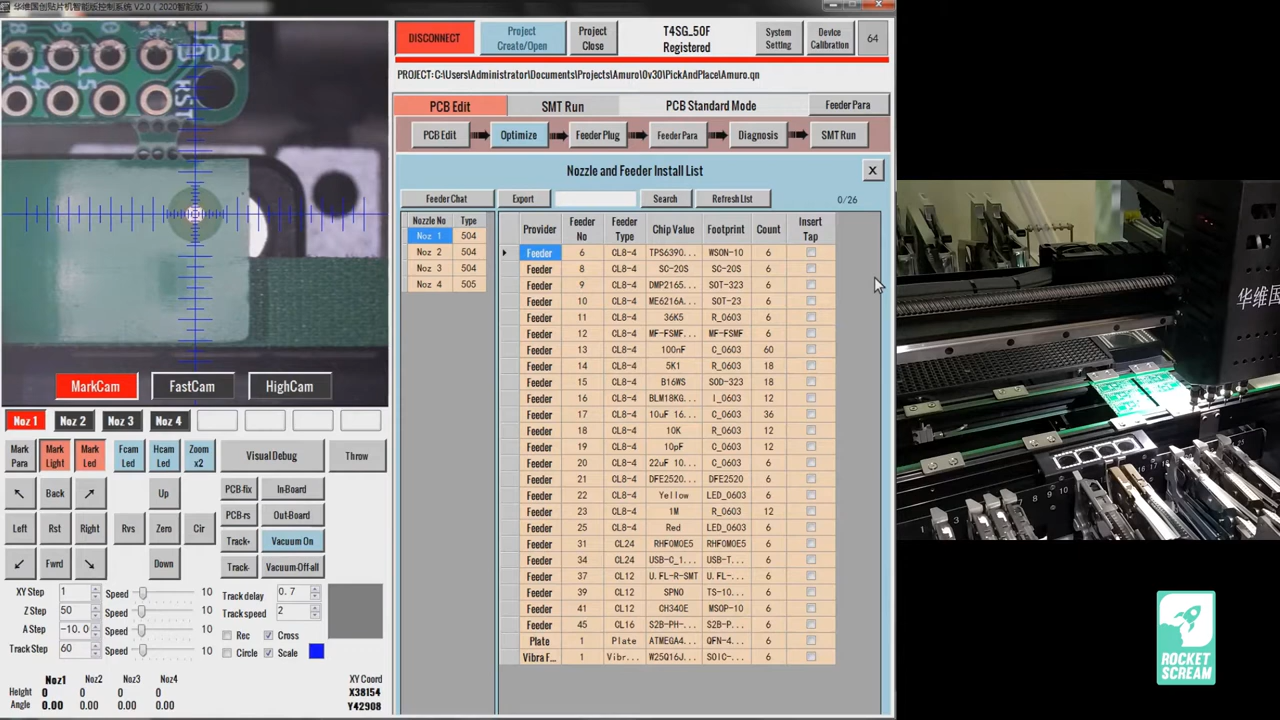 华维国创贴片机智能版控制系统 V2.0（2020智能版）
DISCONNECT
Project Create/Open
Project Close
T4SG_50F
Registered
System Setting
Device Calibration
64
PROJECT:C:\Users\Administrator\Documents\Projects\Amuro\0v30\PickAndPlace\Amuro.qn
PCB Edit
SMT Run
PCB Standard Mode
Feeder Para
PCB Edit
Optimize
Feeder Plug
Feeder Para
Diagnosis
SMT Run
Nozzle and Feeder Install List
X
Feeder Chat
Export
Search
Refresh List
0/26
Nozzle No Type
Noz 1 504
Noz 2 504
Noz 3 504
Noz 4 505
Provider Feeder No Feeder Type Chip Value Footprint Count Insert Tap
Feeder 6 CL8-4 TPS6390... WSON-10 6
Feeder 8 CL8-4 SC-20S SC-20S 6
Feeder 9 CL8-4 DMP2165... SOT-323 6
Feeder 10 CL8-4 ME6216A... SOT-23 6
Feeder 11 CL8-4 36K5 R_0603 6
Feeder 12 CL8-4 MF-FSMF... MF-FSMF 6
Feeder 13 CL8-4 100nF C_0603 60
Feeder 14 CL8-4 5K1 R_0603 18
Feeder 15 CL8-4 B16WS SOD-323 18
Feeder 16 CL8-4 BLM18KG... I_0603 12
Feeder 17 CL8-4 10uF 16... C_0603 36
Feeder 18 CL8-4 10K R_0603 12
Feeder 19 CL8-4 10pF C_0603 12
Feeder 20 CL8-4 22uF 10... C_0603 6
Feeder 21 CL8-4 DFE2520... DFE2520 6
Feeder 22 CL8-4 Yellow LED_0603 6
Feeder 23 CL8-4 1M R_0603 12
Feeder 25 CL8-4 Red LED_0603 6
Feeder 31 CL24 RHF0M0E5 RHF0M0E5 6
Feeder 34 CL24 USB-C_1... USB-T... 6
Feeder 37 CL12 U.FL-R-SMT U.FL-... 6
Feeder 39 CL12 SPNO TS-10... 6
Feeder 41 CL12 CH340E MSOP-10 6
Feeder 45 CL16 S2B-PH... S2B-P... 6
Plate 1 Plate ATMEGA4... QFN-4... 6
Vibra F... 1 Vibr... W25Q16J... SOIC-... 6
UPDI
RST
14
15
MarkCam
FastCam
HighCam
Noz 1
Noz 2
Noz 3
Noz 4
Mark Para
Mark Light
Mark Led
Fcam Led
Hcam Led
Zoom x2
Visual Debug
Throw
Back
Up
PCB-fix
In-Board
Left
Rst
Right
Rvs
Zero
Cir
PCB-rs
Out-Board
Track+
Vacuum On
Fwrd
Down
Track-
Vacuum-Off-all
XY Step 1 Speed 10
Z Step 50 Speed 10
A Step -10.0 Speed 10
Track Step 60 Speed 10
Track delay 0.7
Track speed 2
Rec
Cross
Circle
Scale
Noz1 Noz2 Noz3 Noz4
Height 0 0 0 0
Angle 0.00 0.00 0.00 0.00
XY Coord
X38154
Y42908
华维国
ROCKET
SCREAM